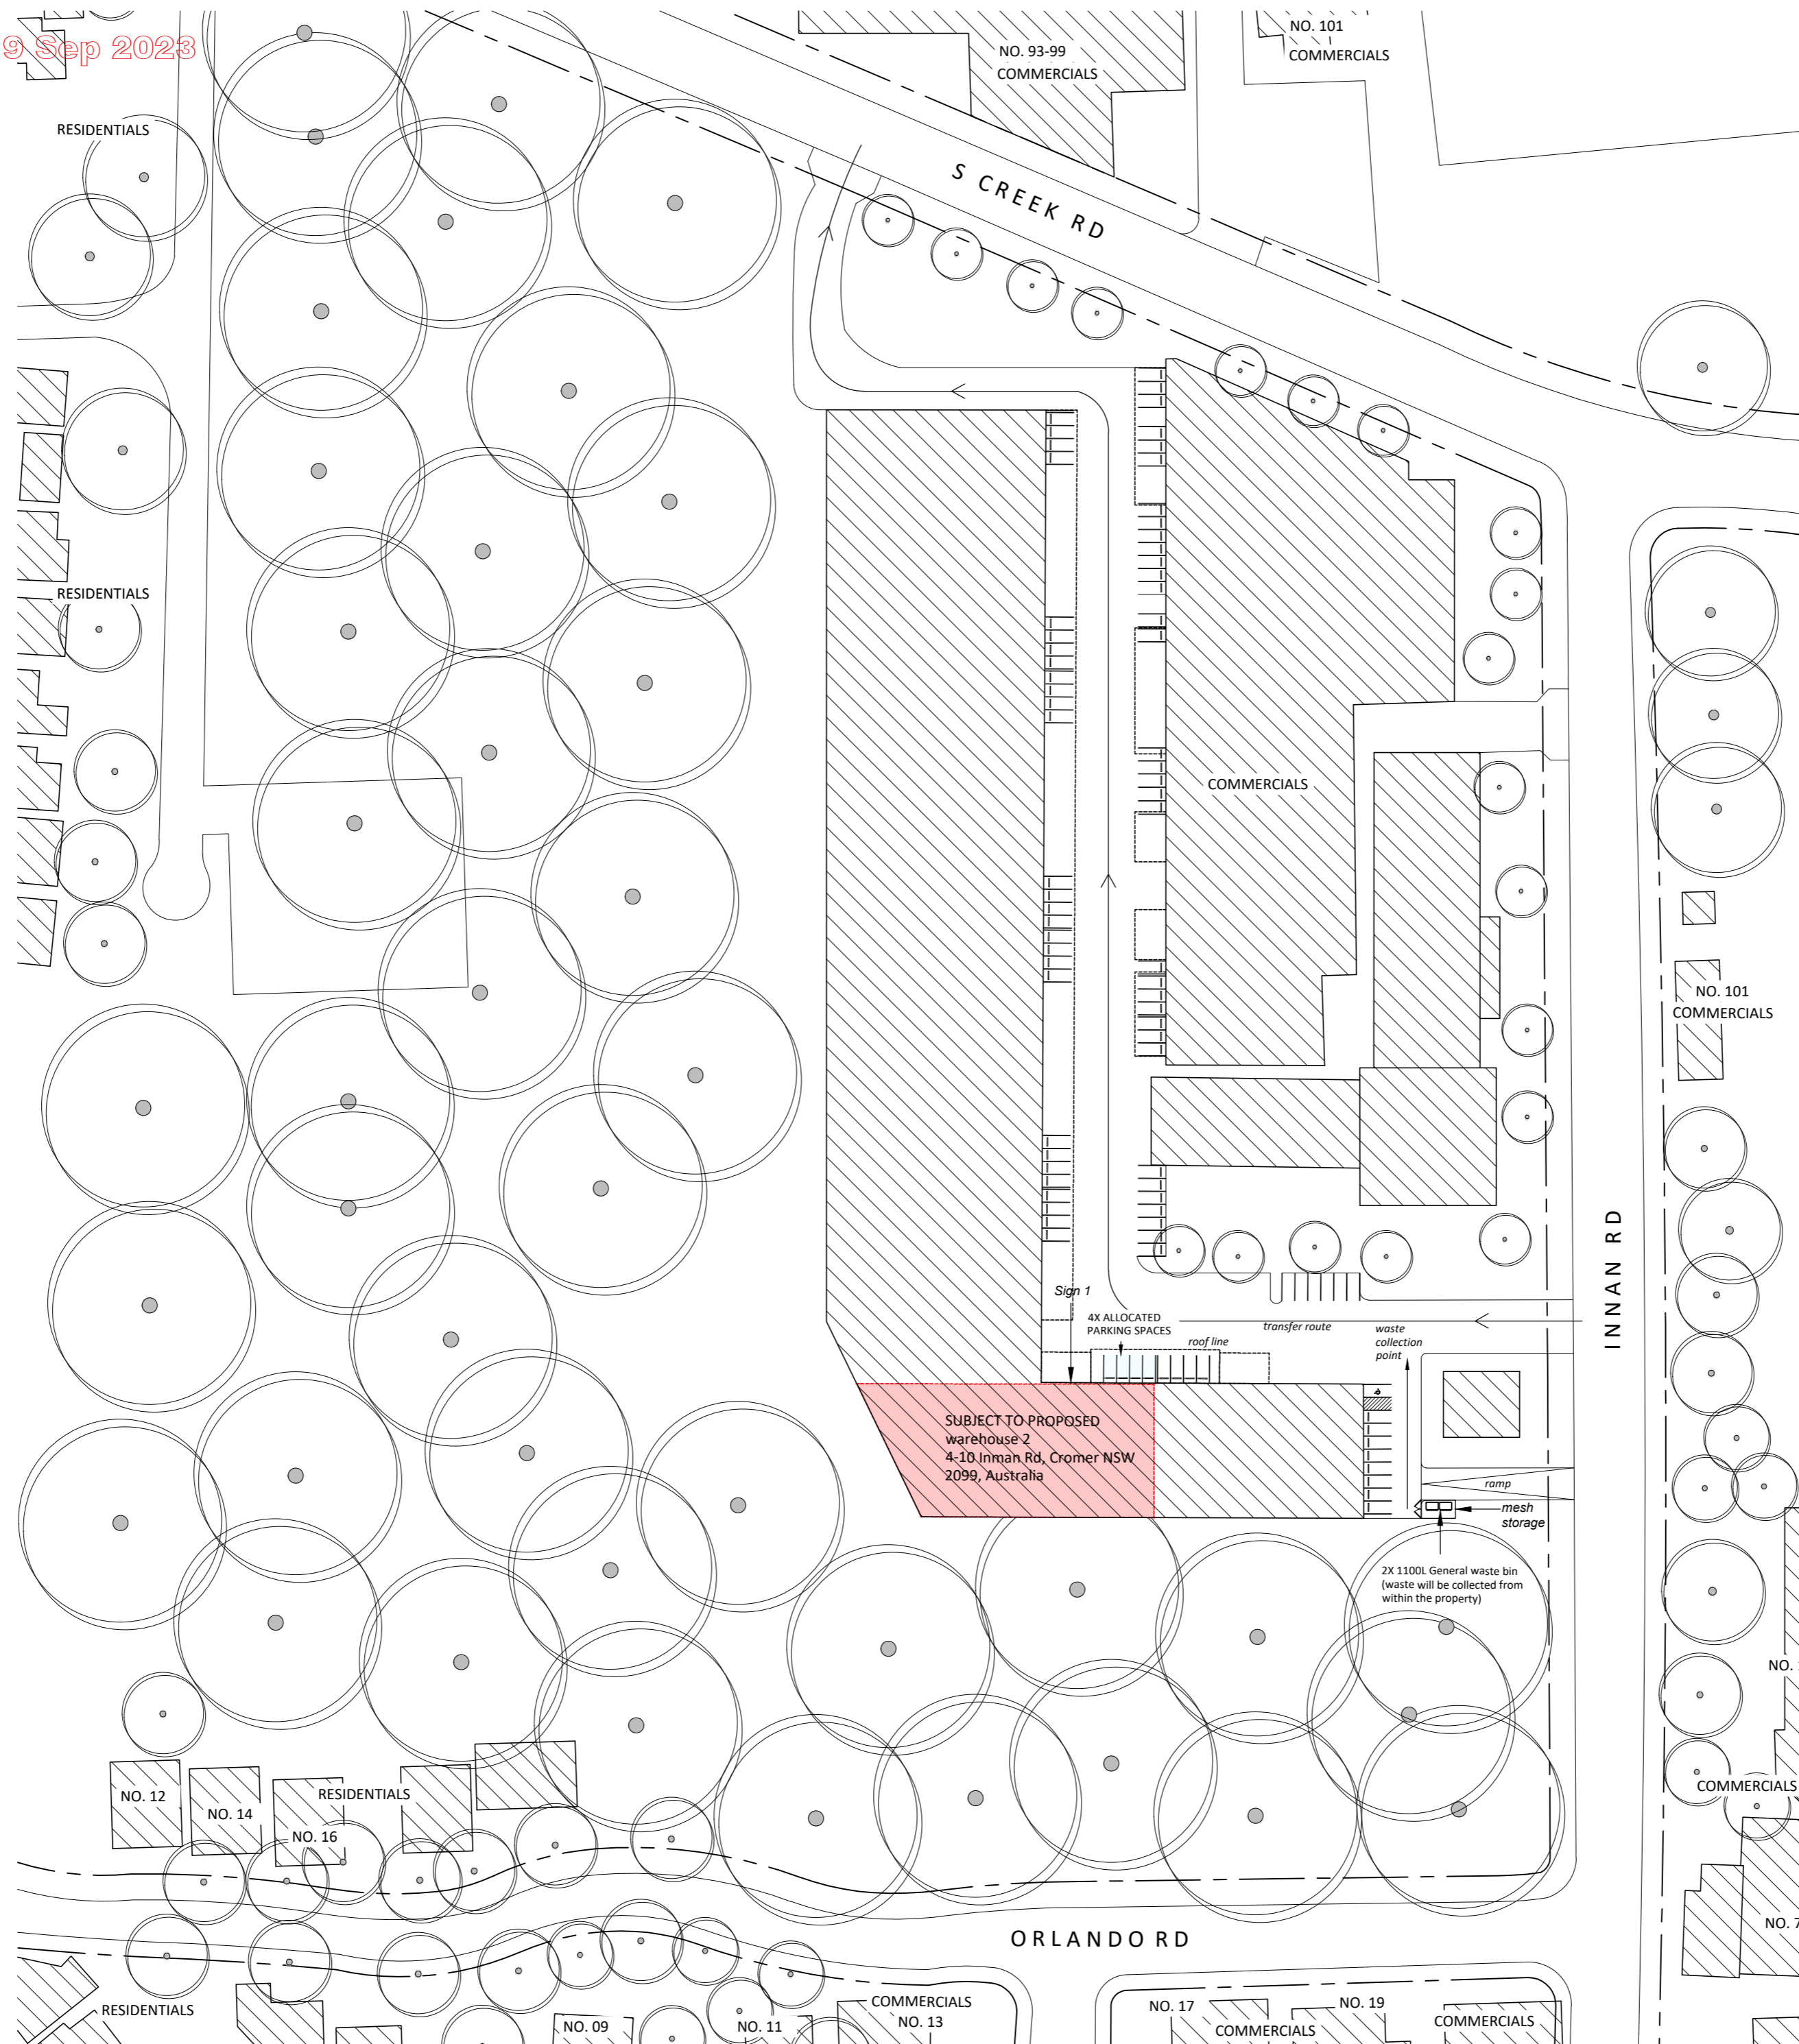 9 Sep 2023
NO. 93-99
COMMERCIALS
NO. 101
COMMERCIALS
RESIDENTIALS
S CREEK RD
RESIDENTIALS
COMMERCIALS
NO. 101
COMMERCIALS
INNAN RD
Sign 1
4X ALLOCATED
PARKING SPACES
roof line
transfer route
waste
collection
point
SUBJECT TO PROPOSED
warehouse 2
4-10 Inman Rd, Cromer NSW
2099, Australia
ramp
mesh
storage
2X 1100L General waste bin
(waste will be collected from
within the property)
NO.
COMMERCIALS
NO. 12
NO. 14
NO. 16
RESIDENTIALS
NO. 7
ORLANDO RD
RESIDENTIALS
NO. 09
NO. 11
COMMERCIALS
NO. 13
NO. 17
COMMERCIALS
NO. 19
COMMERCIALS